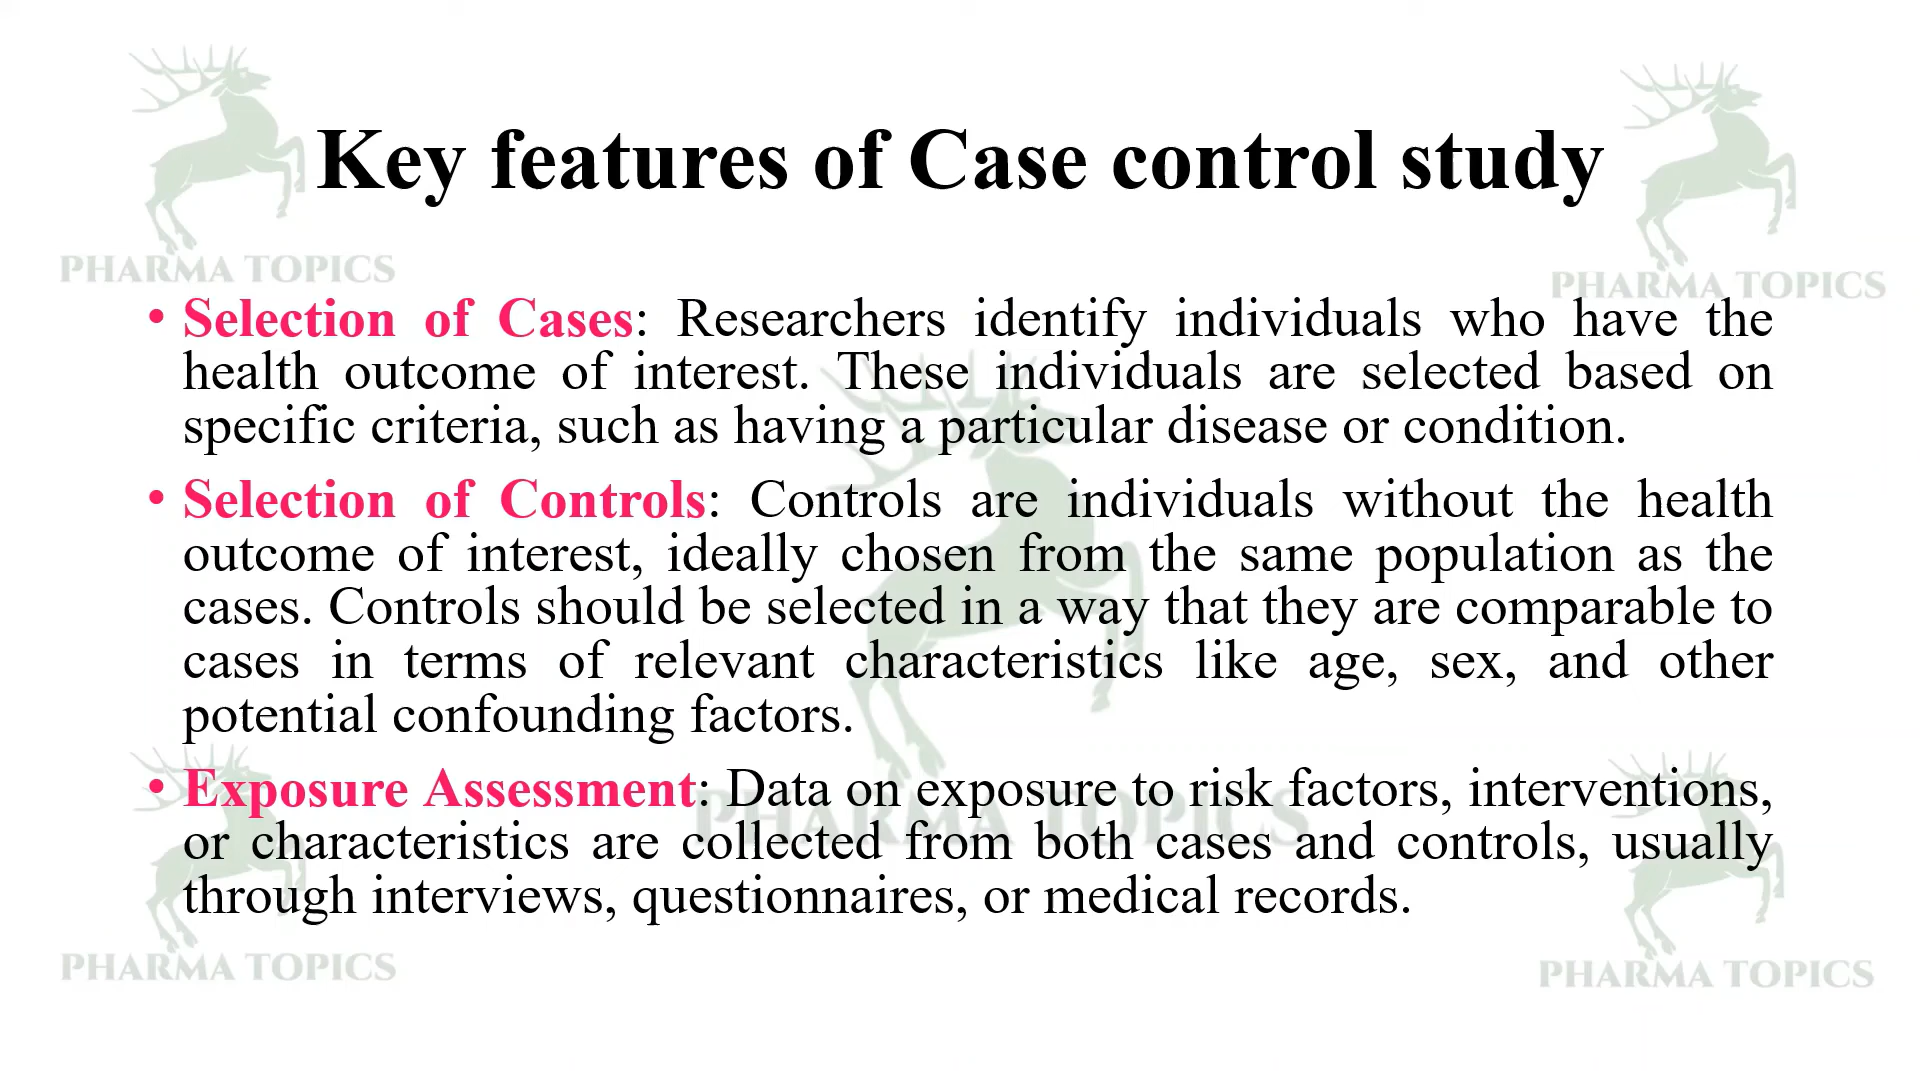 PHARMA TOPICS
PHARMA TOPICS
Key features of Case control study
• Selection of Cases: Researchers identify individuals who have the
health outcome of interest. These individuals are selected based on
specific criteria, such as having a particular disease or condition.
• Selection of Controls: Controls are individuals without the health
outcome of interest, ideally chosen from the same population as the
cases. Controls should be selected in a way that they are comparable to
cases in terms of relevant characteristics like age, sex, and other
potential confounding factors.
• Exposure Assessment: Data on exposure to risk factors, interventions,
PHARMA TOPICS
or characteristics are collected from both cases and controls, usually
through interviews, questionnaires, or medical records.
PHARMA TOPICS
PHARMA TOPICS